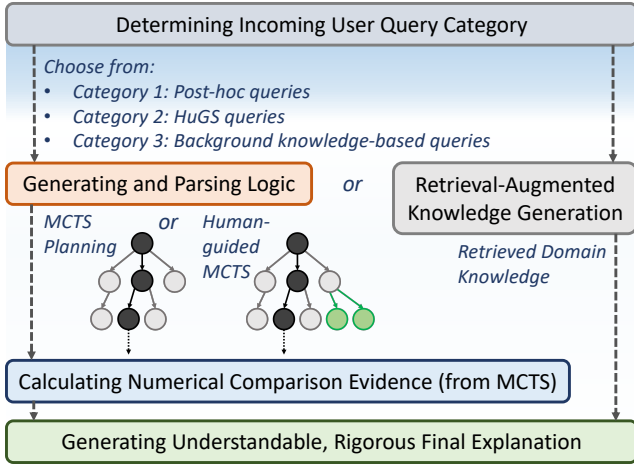 Determining Incoming User Query Category
Choose from:
• Category 1: Post-hoc queries
• Category 2: HuGS queries
• Category 3: Background knowledge-based queries
Generating and Parsing Logic
or
Retrieval-Augmented
Knowledge Generation
MCTS
Planning
or
Human-
guided
MCTS
Retrieved Domain
Knowledge
Calculating Numerical Comparison Evidence (from MCTS)
Generating Understandable, Rigorous Final Explanation